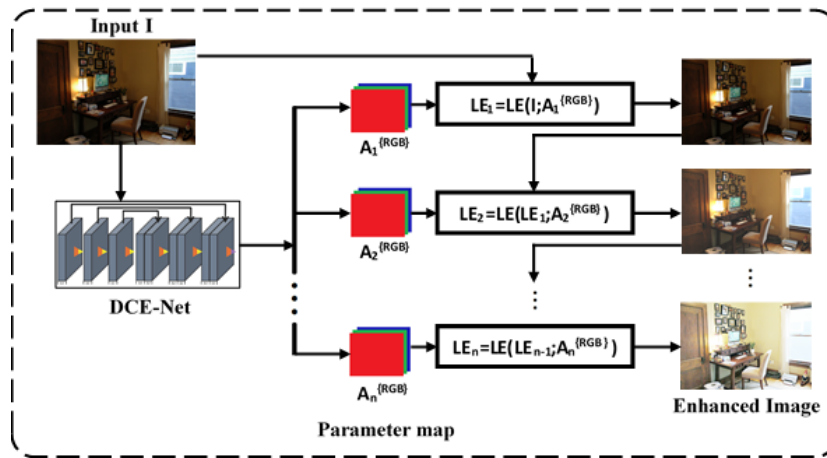 Input I
LE₁=LE(I;A₁{RGB})
A₁{RGB}
LE₂=LE(LE₁;A₂{RGB})
A₂{RGB}
DCE-Net
LEₙ=LE(LEₙ₋₁;Aₙ{RGB})
Aₙ{RGB}
Enhanced Image
Parameter map